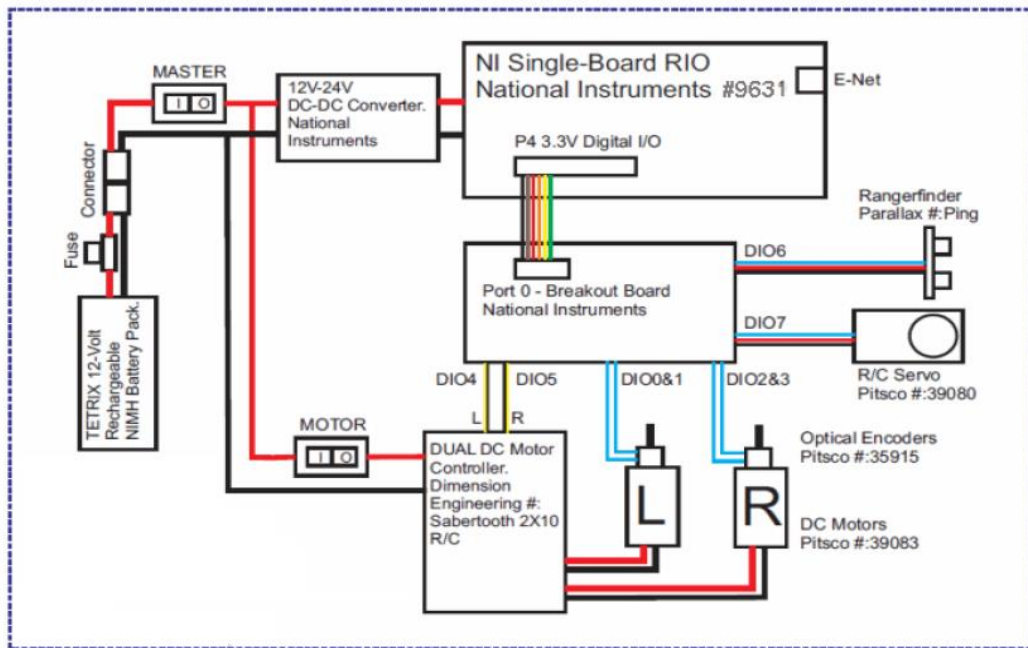 MASTER
I O
12V-24V
DC-DC Converter.
National
Instruments
NI Single-Board RIO
National Instruments #9631
E-Net
P4 3.3V Digital I/O
Connector
Fuse
TETRIX 12-Volt
Rechargeable
NIMH Battery Pack.
Rangerfinder
Parallax #:Ping
DIO6
Port 0 - Breakout Board
National Instruments
DIO7
R/C Servo
Pitsco #:39080
DIO4
DIO5
DIO0&1
DIO2&3
L
R
MOTOR
I O
DUAL DC Motor
Controller.
Dimension
Engineering #:
Sabertooth 2X10
R/C
Optical Encoders
Pitsco #:35915
L
R
DC Motors
Pitsco #:39083